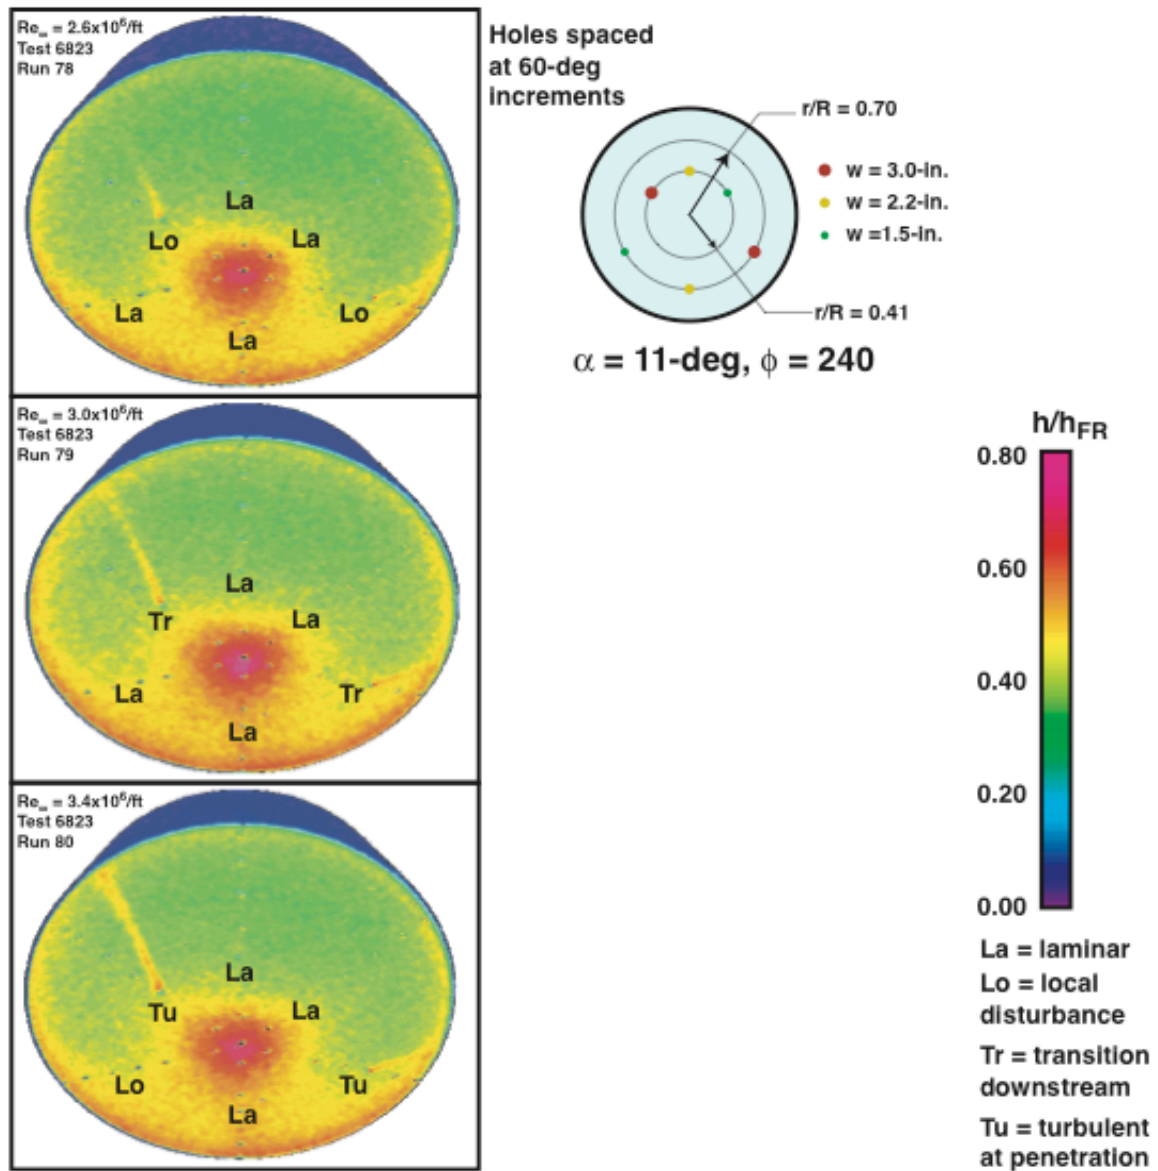 Re∞ = 2.6x10⁶/ft
Test 6823
Run 78
La
Lo
La
La
Lo
La
Holes spaced
at 60-deg
increments
r/R = 0.70
w = 3.0-in.
w = 2.2-in.
w =1.5-in.
r/R = 0.41
α = 11-deg, ϕ = 240
Re∞ = 3.0x10⁶/ft
Test 6823
Run 79
La
Tr
La
La
Tr
La
Re∞ = 3.4x10⁶/ft
Test 6823
Run 80
La
Tu
La
Lo
Tu
La
h/hFR
0.80
0.60
0.40
0.20
0.00
La = laminar
Lo = local
disturbance
Tr = transition
downstream
Tu = turbulent
at penetration